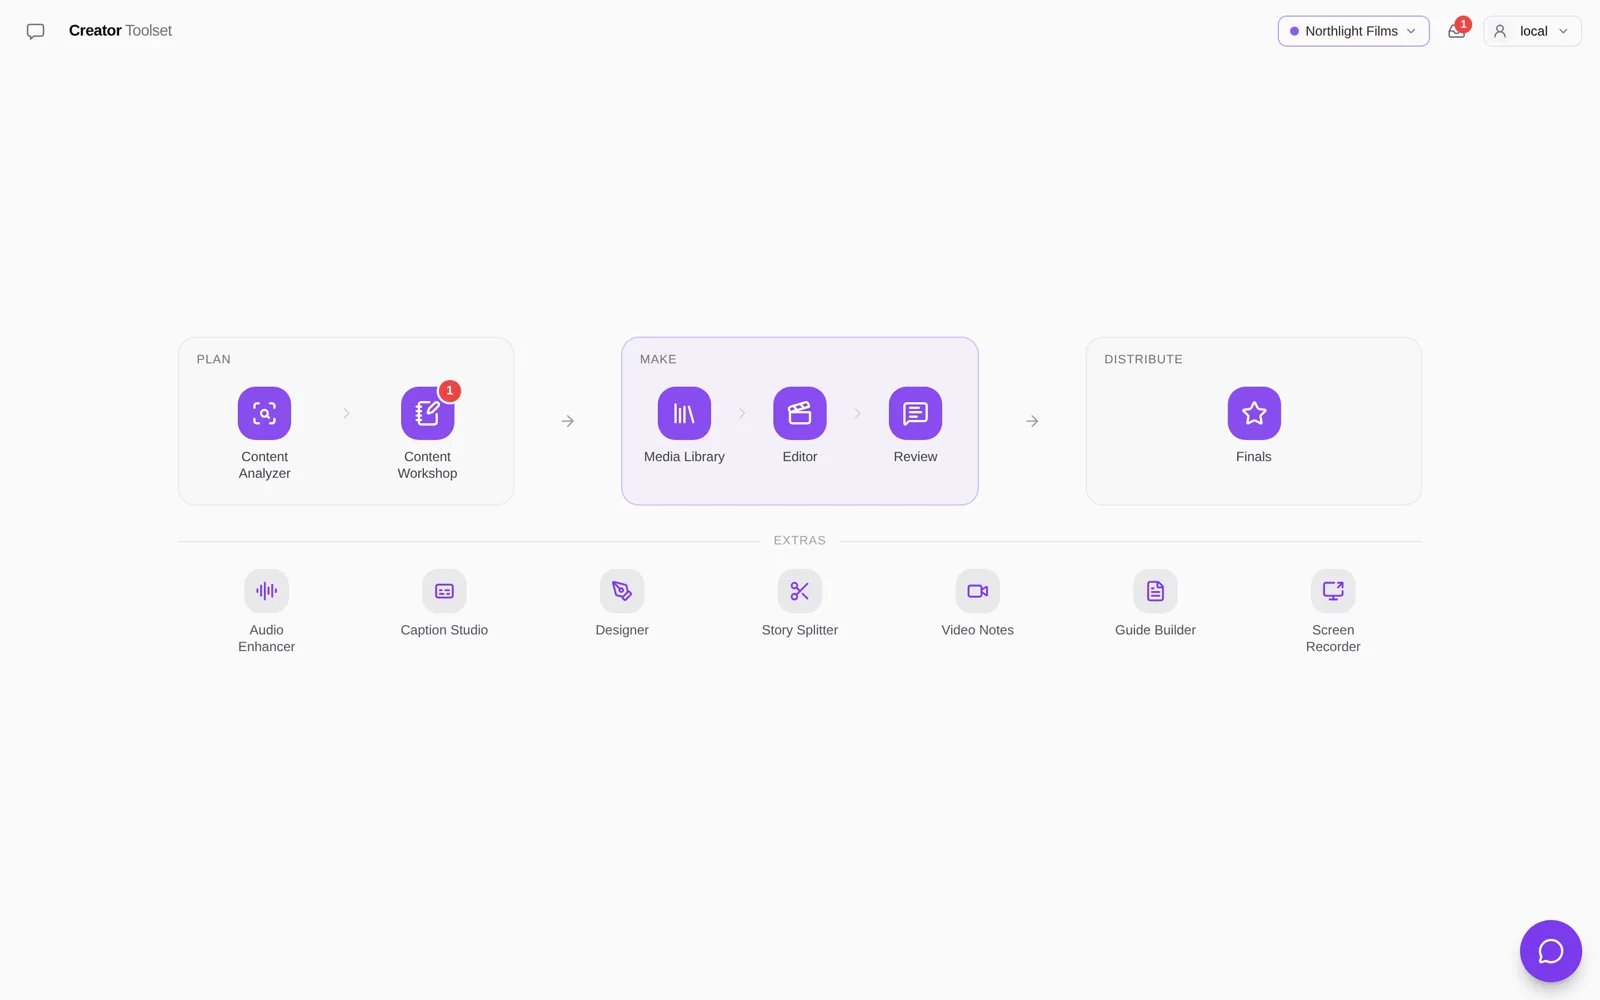 Creator Toolset
Northlight Films
1
local
PLAN
1
Content
Analyzer
Content
Workshop
MAKE
Media Library
Editor
Review
DISTRIBUTE
Finals
EXTRAS
Audio
Enhancer
Caption Studio
Designer
Story Splitter
Video Notes
Guide Builder
Screen
Recorder